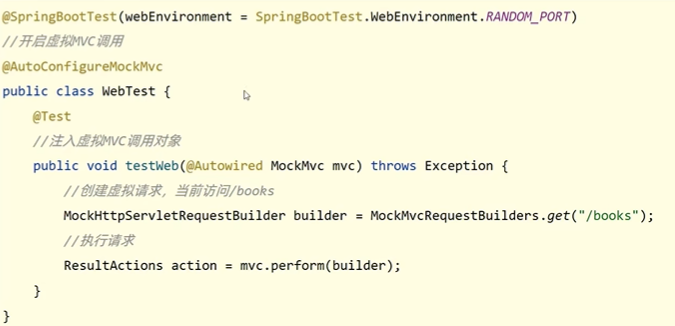 @SpringBootTest(webEnvironment = SpringBootTest.WebEnvironment.RANDOM_PORT)
//开启虚拟MVC调用
@AutoConfigureMockMvc
public class WebTest {
    @Test
    //注入虚拟MVC调用对象
    public void testWeb(@Autowired MockMvc mvc) throws Exception {
        //创建虚拟请求，当前访问/books
        MockHttpServletRequestBuilder builder = MockMvcRequestBuilders.get("/books");
        //执行请求
        ResultActions action = mvc.perform(builder);
    }
}